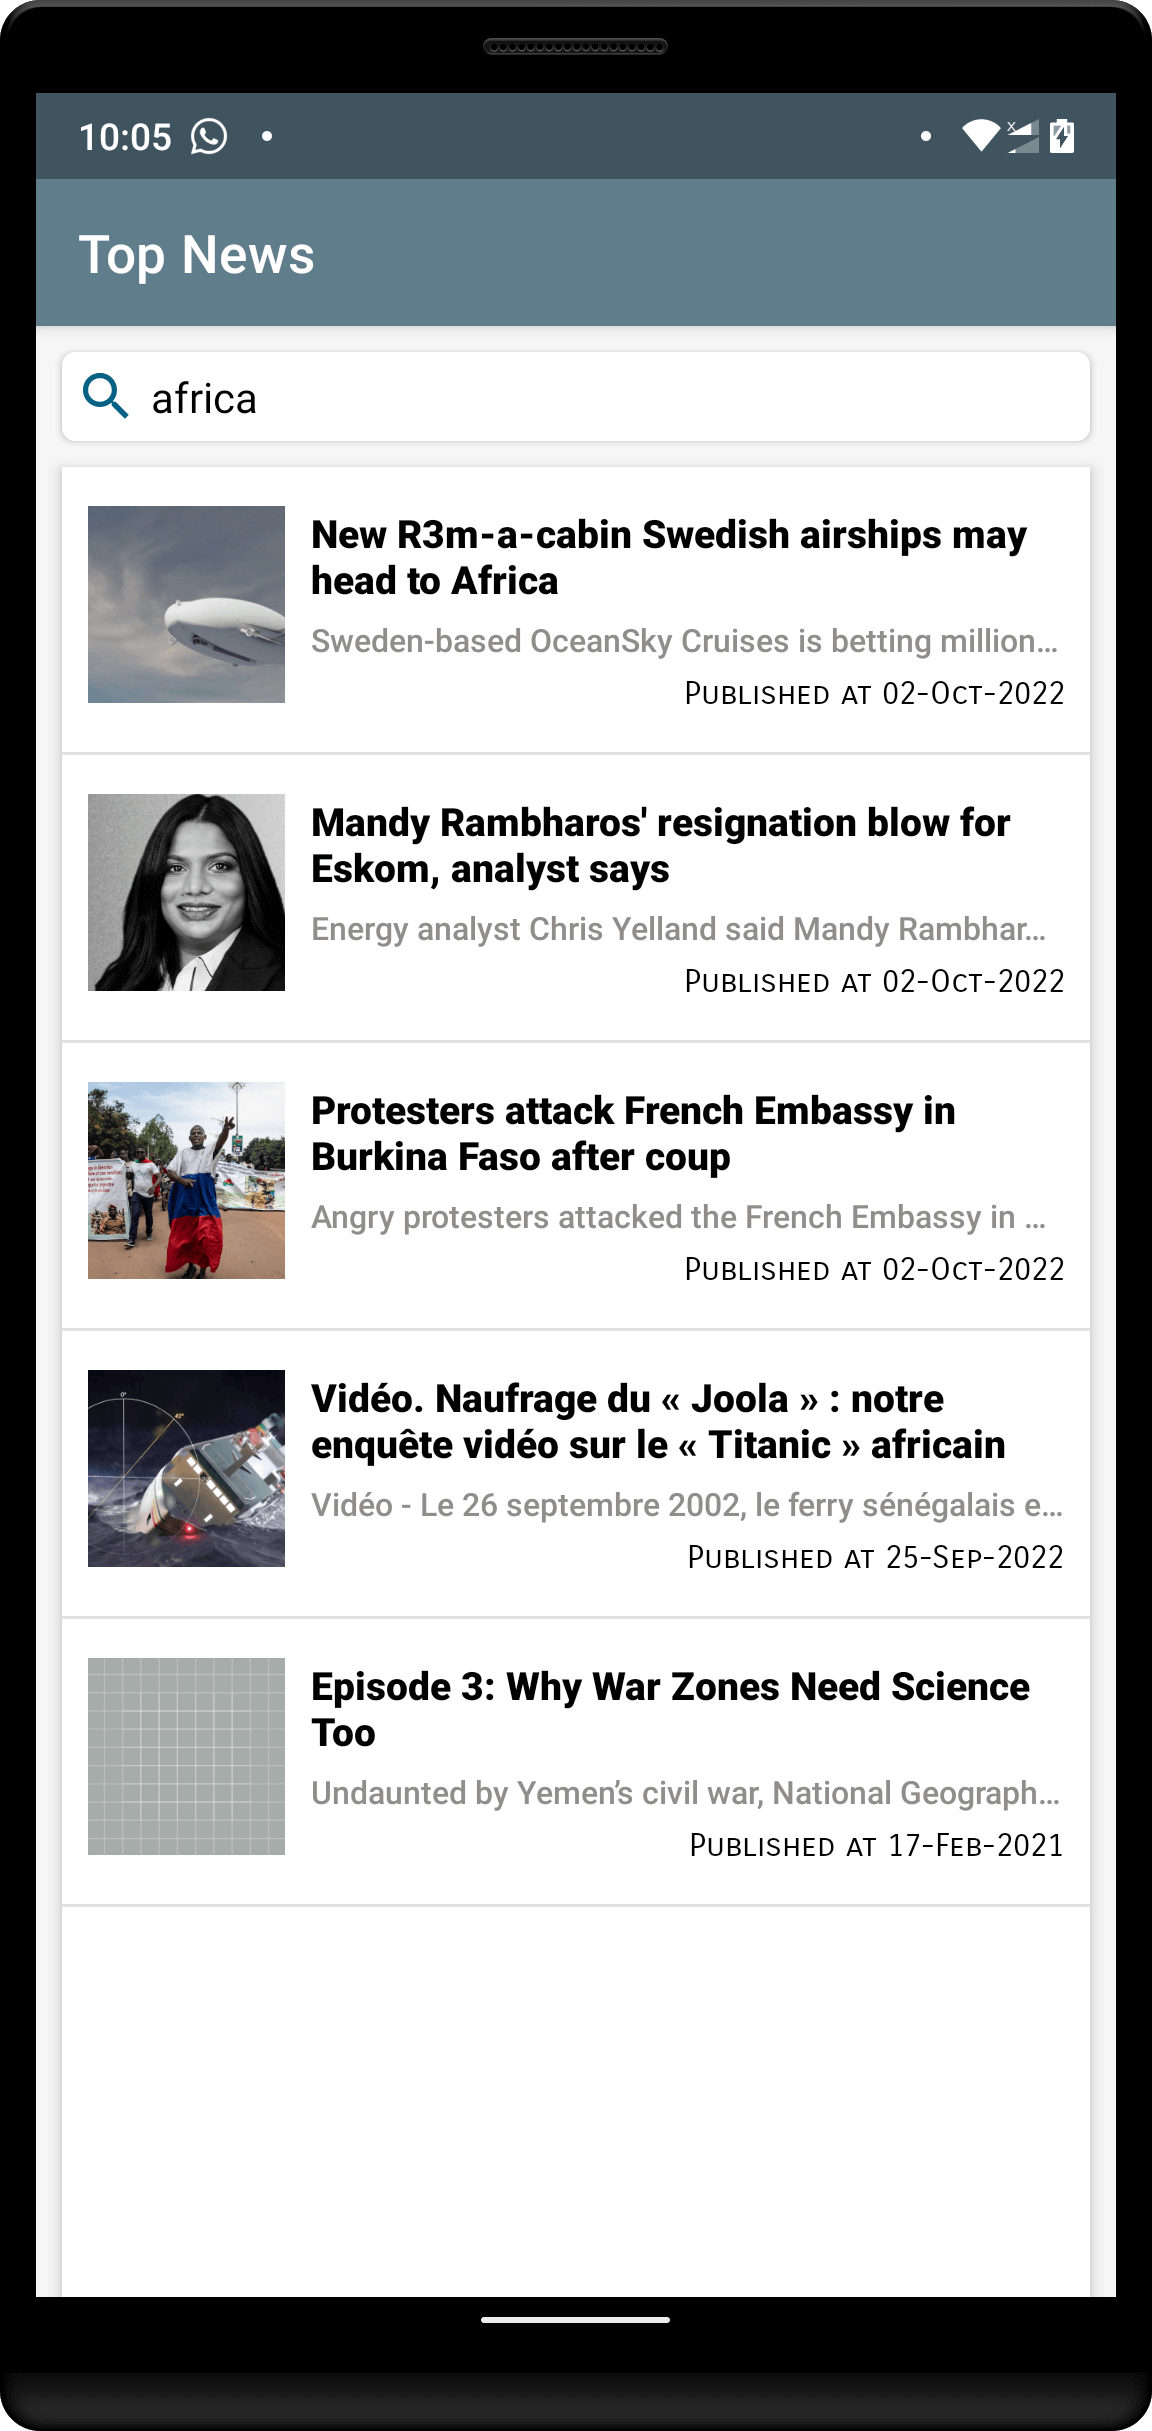 10:05
Top News
africa
New R3m-a-cabin Swedish airships may
head to Africa
Sweden-based OceanSky Cruises is betting million...
Published at 02-Oct-2022
Mandy Rambharos' resignation blow for
Eskom, analyst says
Energy analyst Chris Yelland said Mandy Rambhar...
Published at 02-Oct-2022
Protesters attack French Embassy in
Burkina Faso after coup
Angry protesters attacked the French Embassy in ...
Published at 02-Oct-2022
Vidéo. Naufrage du « Joola » : notre
enquête vidéo sur le « Titanic » africain
Vidéo - Le 26 septembre 2002, le ferry sénégalais e...
Published at 25-Sep-2022
Episode 3: Why War Zones Need Science
Too
Undaunted by Yemen’s civil war, National Geograph...
Published at 17-Feb-2021